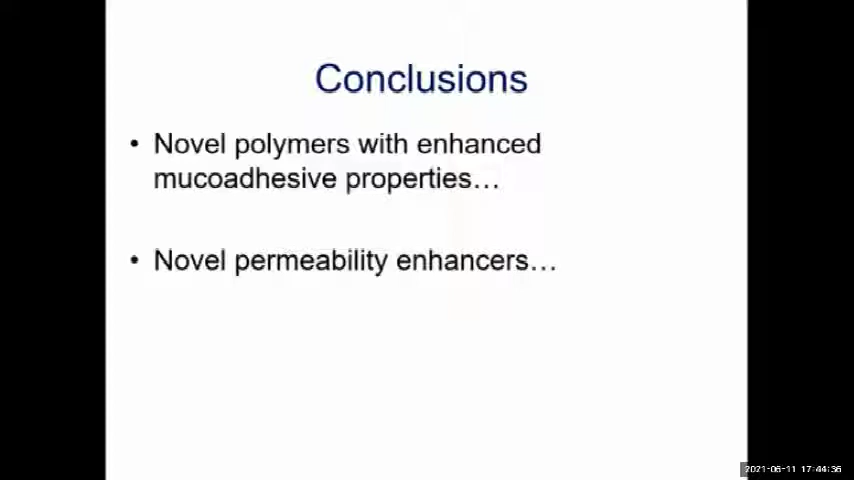 Conclusions
• Novel polymers with enhanced
mucoadhesive properties…
• Novel permeability enhancers…
2021-06-11 17:44:36